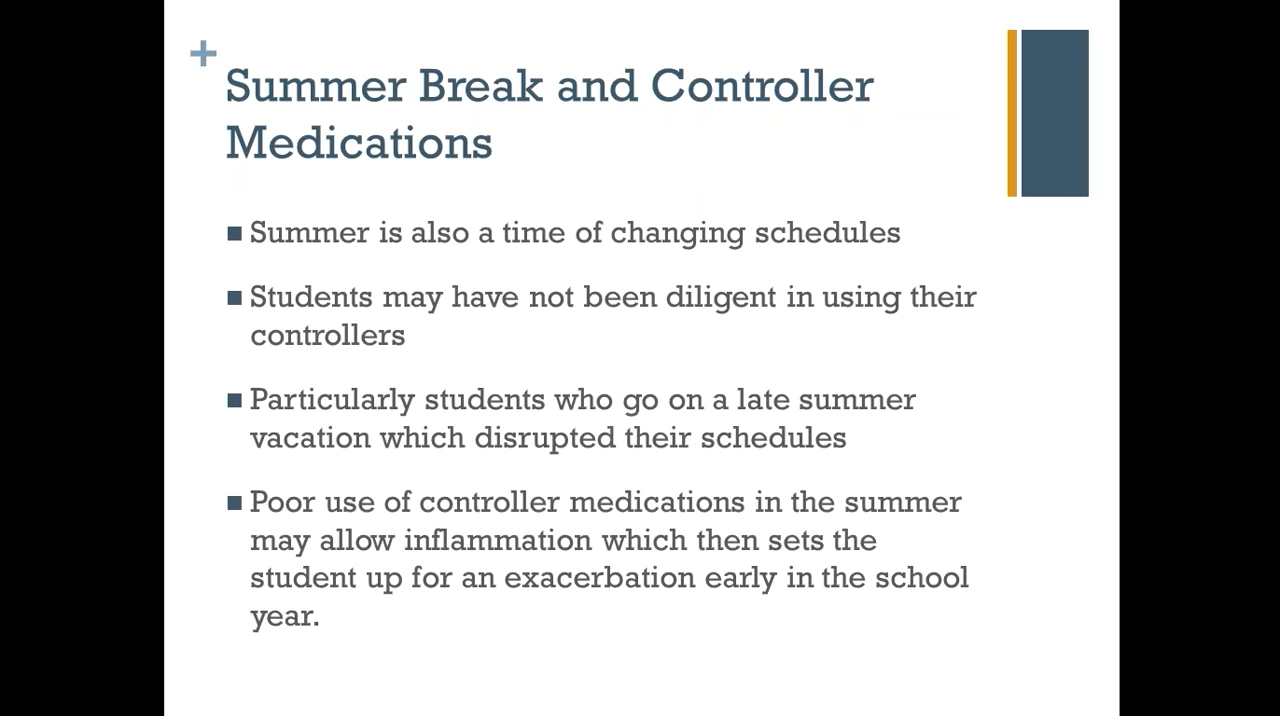 +
Summer Break and Controller
Medications
■ Summer is also a time of changing schedules
■ Students may have not been diligent in using their
controllers
■ Particularly students who go on a late summer
vacation which disrupted their schedules
■ Poor use of controller medications in the summer
may allow inflammation which then sets the
student up for an exacerbation early in the school
year.